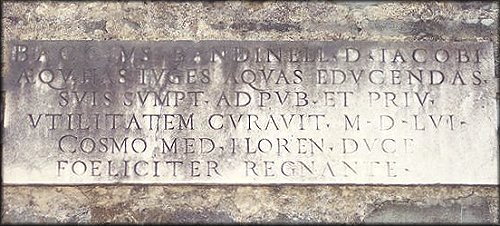 BACCIVS BANDINELL· D· IACOBI
ÆQV· HAS IVGES AQVAS EDVCENDAS
SVIS SVMPT· AD PVB· ET PRIV·
VTILITATEM CVRAVIT· M·D·LVI·
COSMO MED· FLOREN· DVCE
FOELICITER REGNANTE·